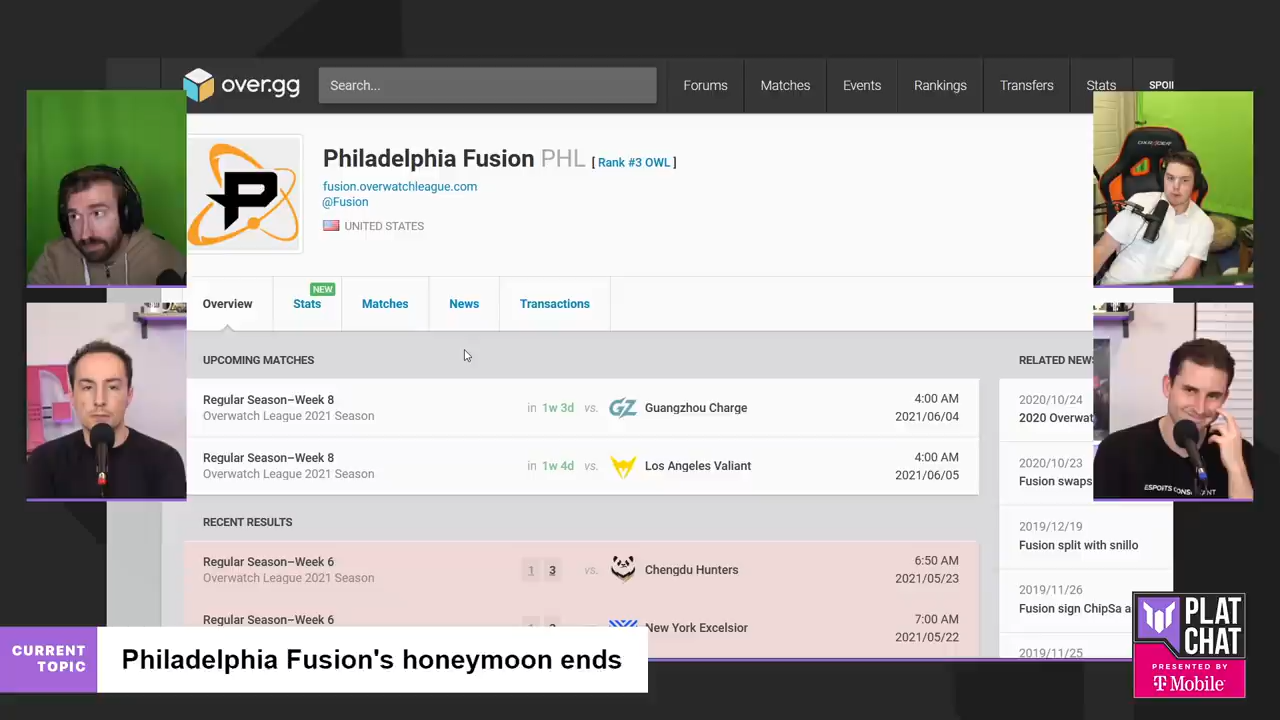 over.gg
Search...
Forums
Matches
Events
Rankings
Transfers
Stats
SPOI
Philadelphia Fusion PHL [ Rank #3 OWL ]
fusion.overwatchleague.com
@Fusion
UNITED STATES
Overview
Stats
NEW
Matches
News
Transactions
UPCOMING MATCHES
Regular Season–Week 8
Overwatch League 2021 Season
in 1w 3d vs. Guangzhou Charge
4:00 AM
2021/06/04
Regular Season–Week 8
Overwatch League 2021 Season
in 1w 4d vs. Los Angeles Valiant
4:00 AM
2021/06/05
RECENT RESULTS
Regular Season–Week 6
Overwatch League 2021 Season
1 3 vs. Chengdu Hunters
6:50 AM
2021/05/23
Regular Season–Week 6
New York Excelsior
7:00 AM
2021/05/22
RELATED NEWS
2020/10/24
2020 Overwat
2020/10/23
Fusion swaps
2019/12/19
Fusion split with snillo
2019/11/26
Fusion sign ChipSa a
2019/11/25
CURRENT
TOPIC
Philadelphia Fusion's honeymoon ends
PLAT
CHAT
PRESENTED BY
T Mobile